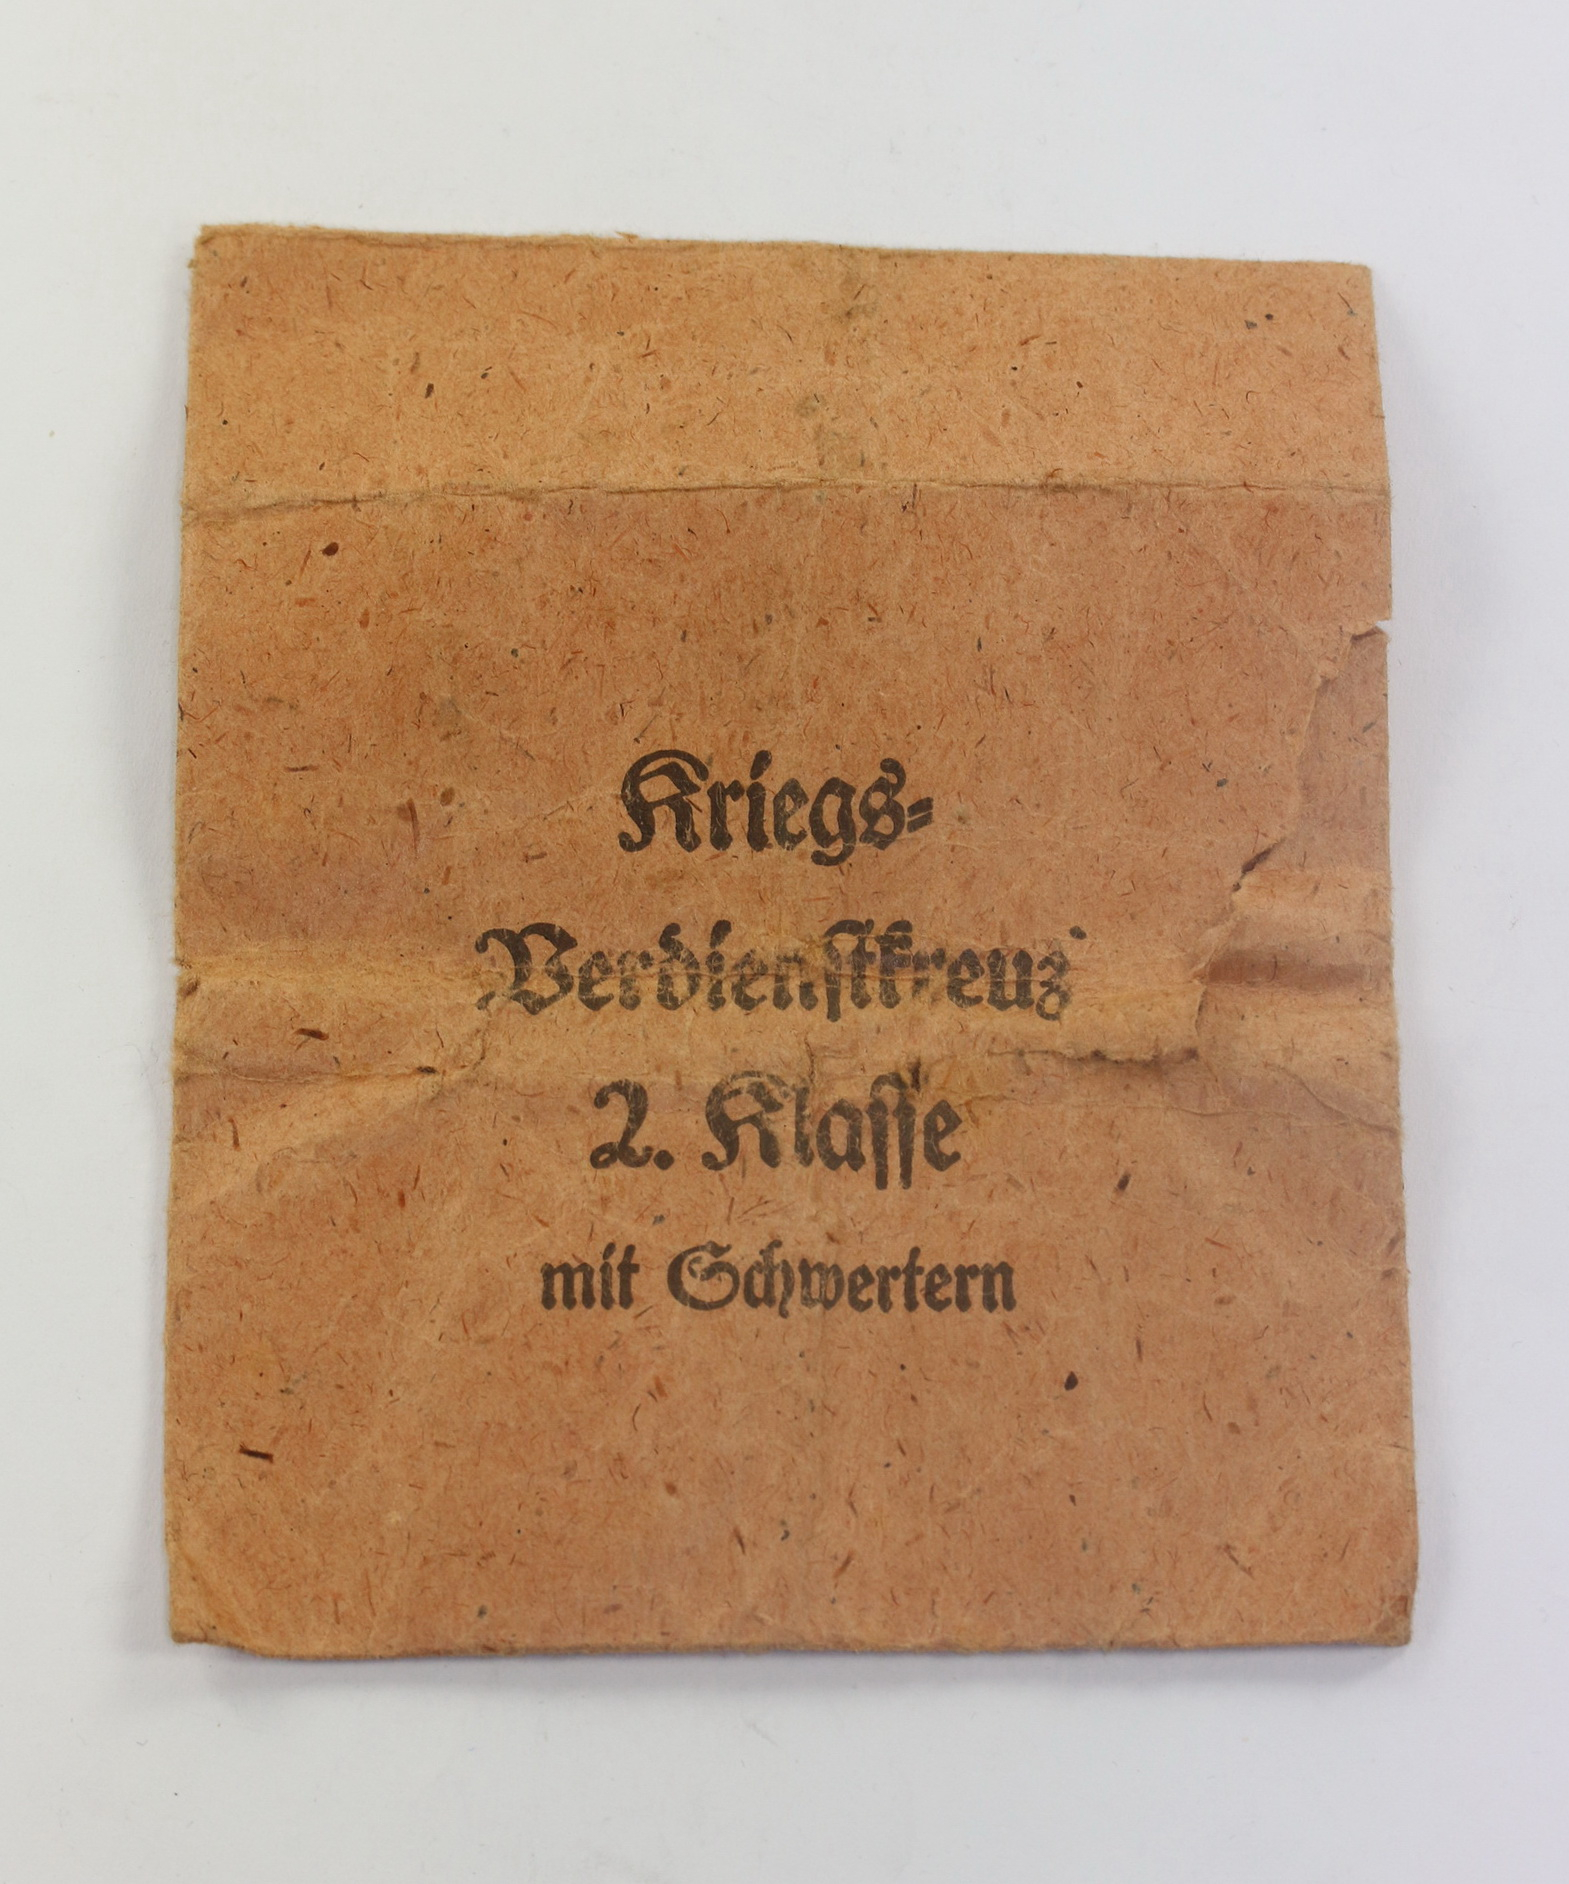 Kriegs-
Verdienstkreuz
2. Klasse
mit Schwertern